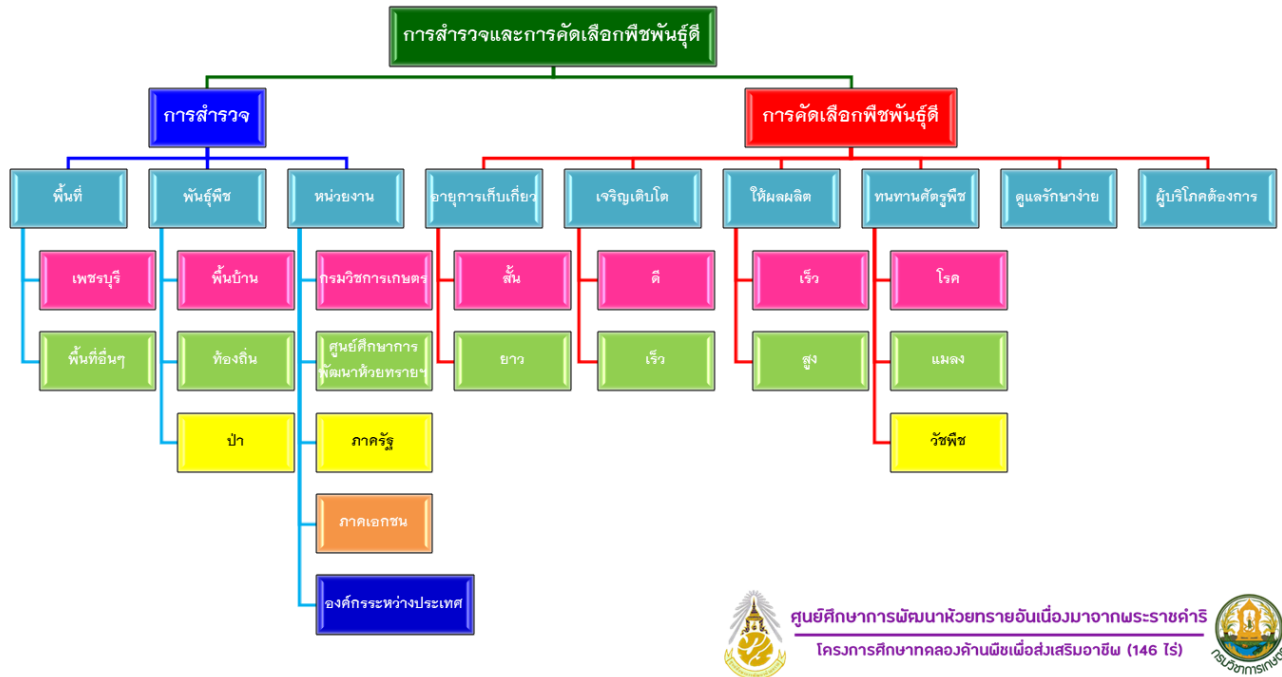 การสำรวจและการคัดเลือกพืชพันธุ์ดี
การสำรวจ
การคัดเลือกพืชพันธุ์ดี
พื้นที่
พันธุ์พืช
หน่วยงาน
อายุการเก็บเกี่ยว
เจริญเติบโต
ให้ผลผลิต
ทนทานศัตรูพืช
ดูแลรักษาง่าย
ผู้บริโภคต้องการ
เพชรบุรี
พื้นบ้าน
กรมวิชาการเกษตร
สั้น
ดี
เร็ว
โรค
พื้นที่อื่นๆ
ท้องถิ่น
ศูนย์ศึกษาการ
พัฒนาห้วยทรายฯ
ยาว
เร็ว
สูง
แมลง
ป่า
ภาครัฐ
วัชพืช
ภาคเอกชน
องค์กรระหว่างประเทศ
ศูนย์ศึกษาการพัฒนาห้วยทรายอันเนื่องมาจากพระราชดำริ
โครงการศึกษาทดลองด้านพืชเพื่อส่งเสริมอาชีพ (146 ไร่)
กรมวิชาการเกษตร